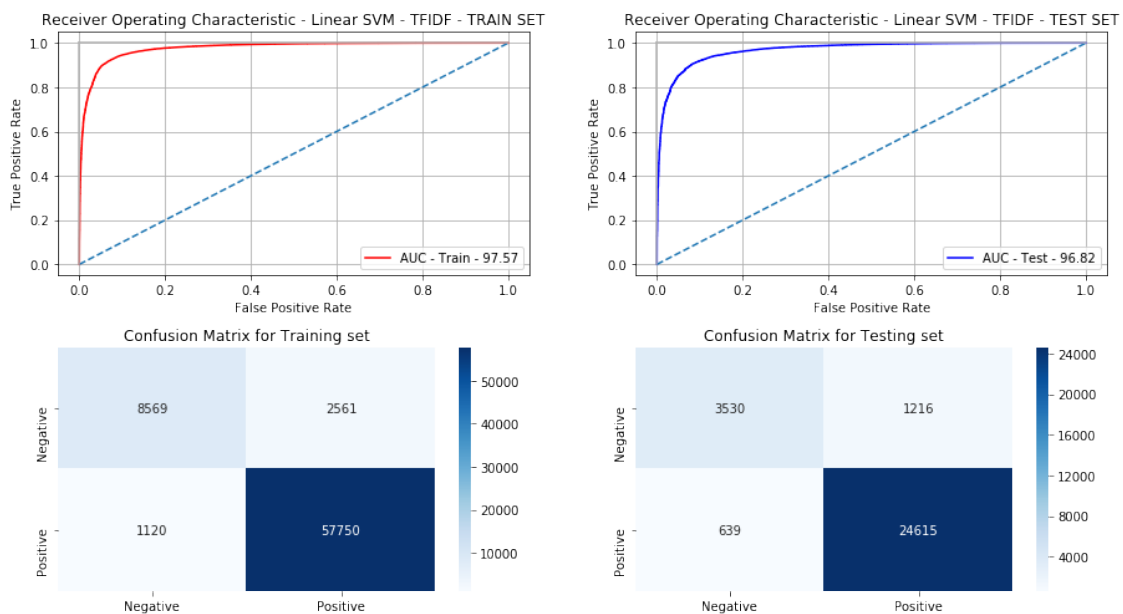 Receiver Operating Characteristic - Linear SVM - TFIDF - TRAIN SET
1.0
0.8
0.6
0.4
0.2
0.0
True Positive Rate
AUC - Train - 97.57
0.0 0.2 0.4 0.6 0.8 1.0
False Positive Rate
Receiver Operating Characteristic - Linear SVM - TFIDF - TEST SET
1.0
0.8
0.6
0.4
0.2
0.0
True Positive Rate
AUC - Test - 96.82
0.0 0.2 0.4 0.6 0.8 1.0
False Positive Rate
Confusion Matrix for Training set
Negative
8569 2561
Positive
1120 57750
Negative Positive
50000
40000
30000
20000
10000
Confusion Matrix for Testing set
Negative
3530 1216
Positive
639 24615
Negative Positive
24000
20000
16000
12000
8000
4000